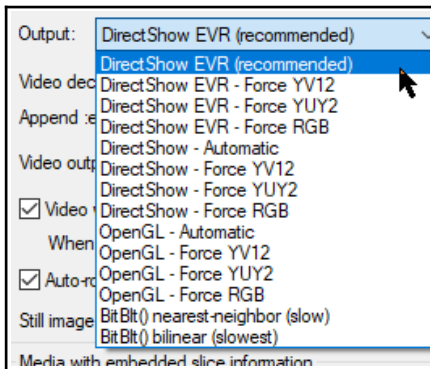 Output: DirectShow EVR (recommended)
DirectShow EVR (recommended)
Video dec
DirectShow EVR - Force YV12
DirectShow EVR - Force YUY2
Append :e
DirectShow EVR - Force RGB
DirectShow - Automatic
Video outp
DirectShow - Force YV12
DirectShow - Force YUY2
Video
DirectShow - Force RGB
OpenGL - Automatic
When
OpenGL - Force YV12
OpenGL - Force YUY2
Auto-ro
OpenGL - Force RGB
Still image
BitBlt() nearest-neighbor (slow)
BitBlt() bilinear (slowest)
Media with embedded slice information